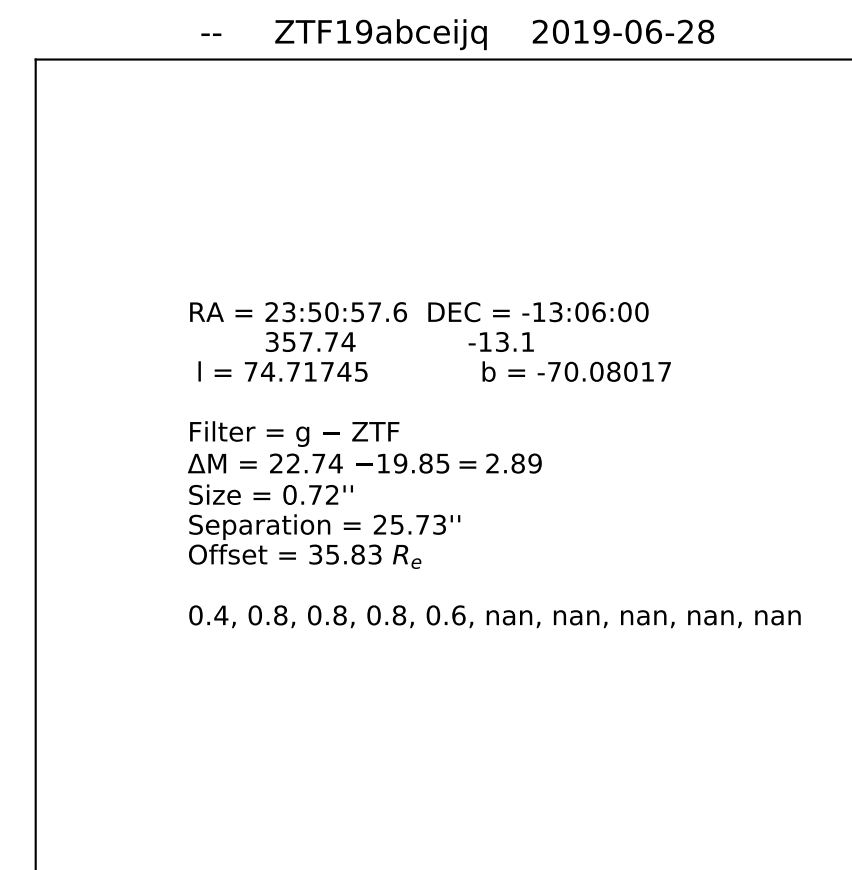 -- ZTF19abceijq 2019-06-28
RA = 23:50:57.6 DEC = -13:06:00
357.74 -13.1
l = 74.71745 b = -70.08017
Filter = g − ZTF
ΔM = 22.74 −19.85 = 2.89
Size = 0.72''
Separation = 25.73''
Offset = 35.83 Rₑ
0.4, 0.8, 0.8, 0.8, 0.6, nan, nan, nan, nan, nan